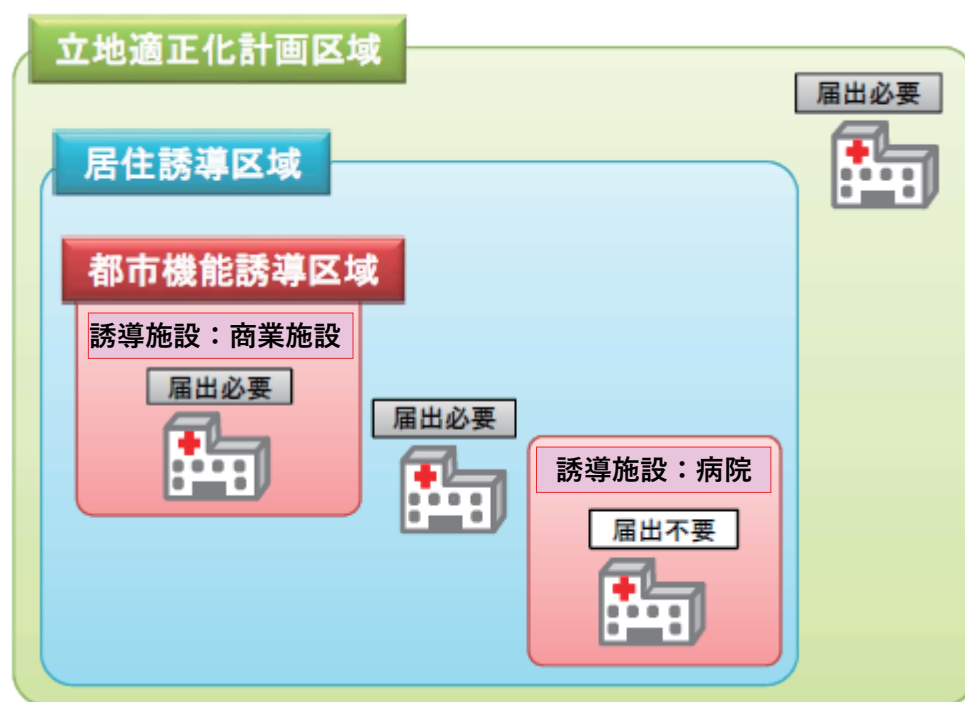 立地適正化計画区域
届出必要
居住誘導区域
都市機能誘導区域
誘導施設：商業施設
届出必要
届出必要
誘導施設：病院
届出不要